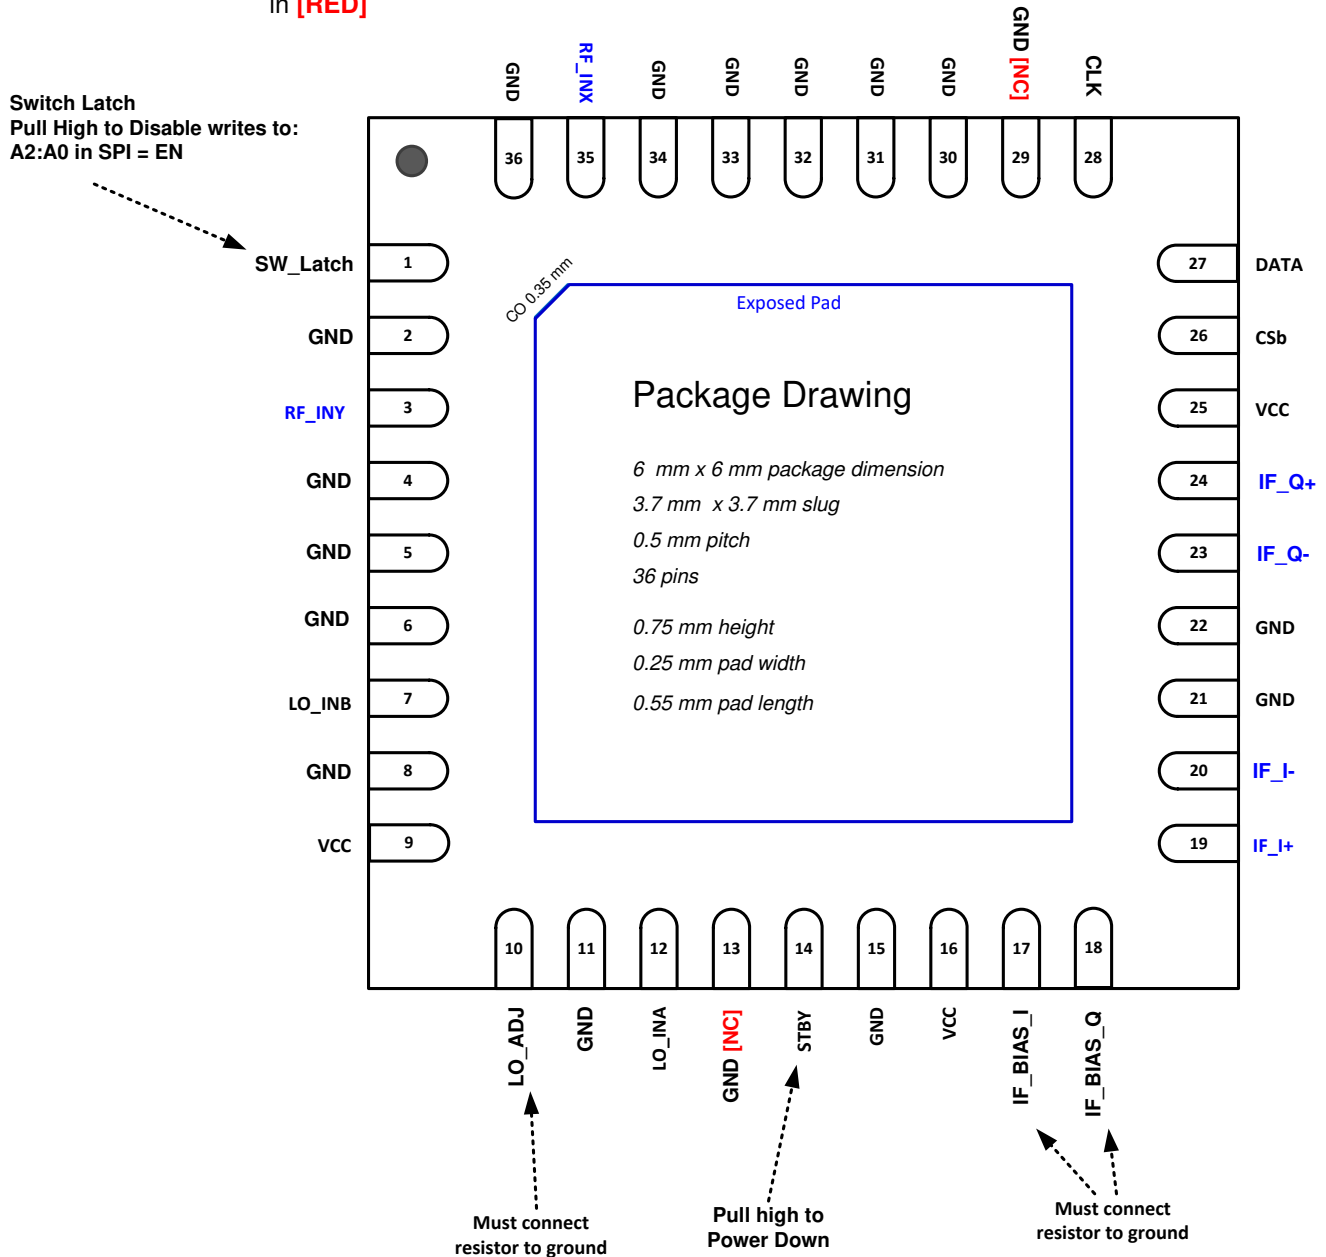 in [RED]
GND
RF_INX
GND
GND
GND
GND
GND
GND [NC]
CLK
Switch Latch
Pull High to Disable writes to:
A2:A0 in SPI = EN
36
35
34
33
32
31
30
29
28
SW_Latch
1
27
DATA
GND
2
26
CSb
RF_INY
3
25
VCC
GND
4
24
IF_Q+
GND
5
23
IF_Q-
GND
6
22
GND
LO_INB
7
21
GND
GND
8
20
IF_I-
VCC
9
19
IF_I+
CO 0.35 mm
Exposed Pad
Package Drawing
6 mm x 6 mm package dimension
3.7 mm x 3.7 mm slug
0.5 mm pitch
36 pins
0.75 mm height
0.25 mm pad width
0.55 mm pad length
10
11
12
13
14
15
16
17
18
LO_ADJ
GND
LO_INA
GND [NC]
STBY
GND
VCC
IF_BIAS_I
IF_BIAS_Q
Must connect
resistor to ground
Pull high to
Power Down
Must connect
resistor to ground